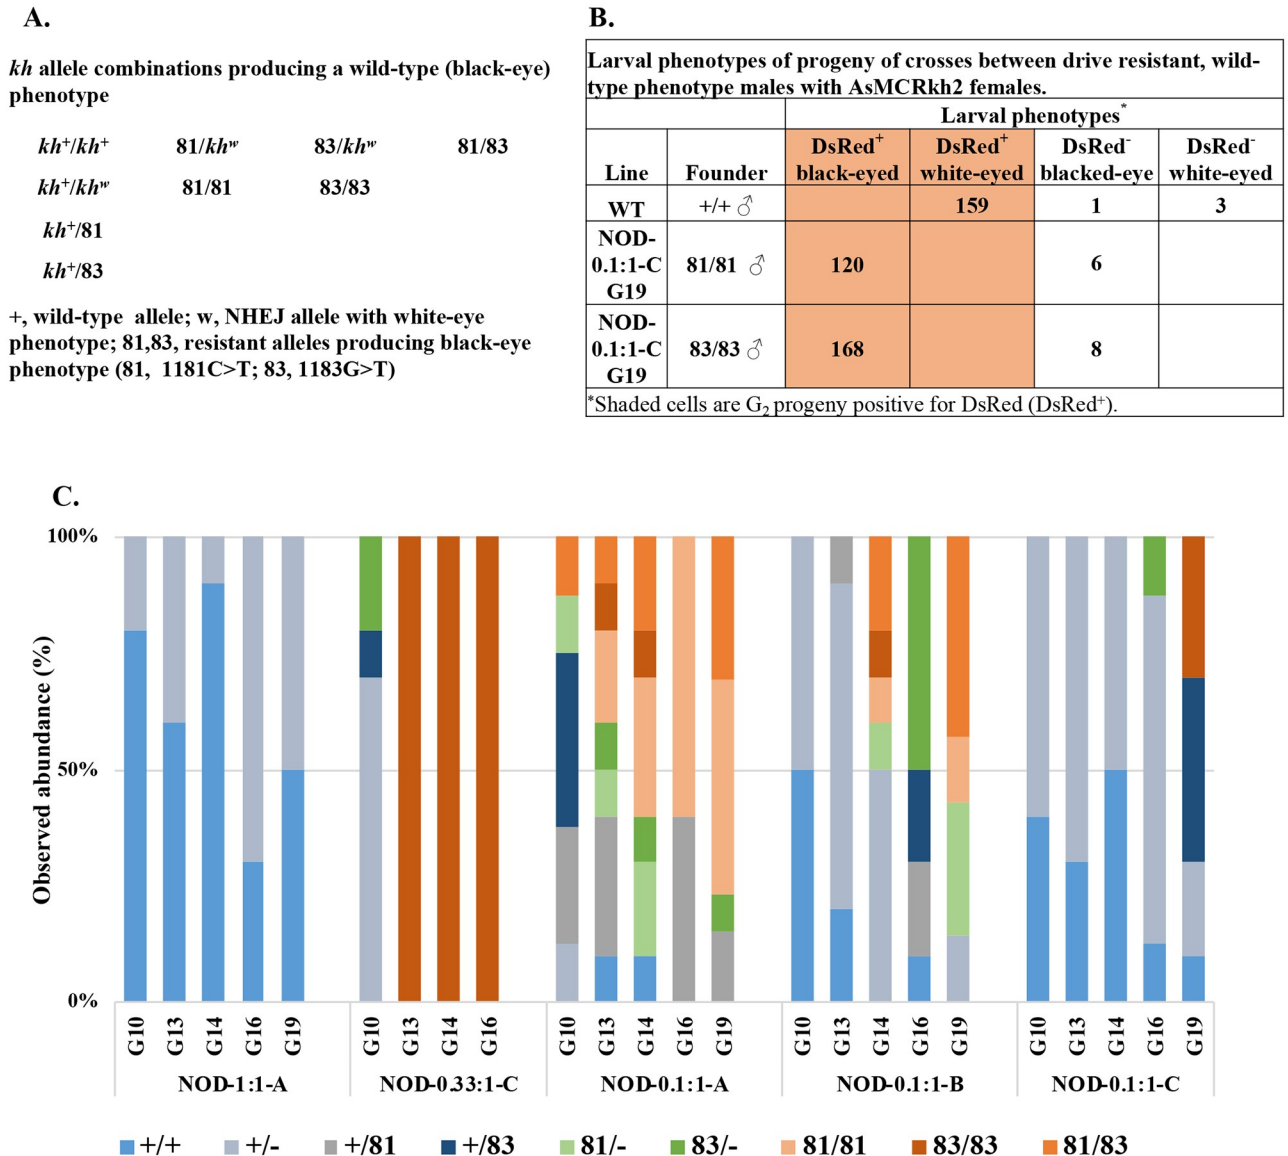 A.
kh allele combinations producing a wild-type (black-eye)
phenotype
kh⁺/kh⁺ 81/khʷ 83/khʷ 81/83
kh⁺/khʷ 81/81 83/83
kh⁺/81
kh⁺/83
+, wild-type allele; w, NHEJ allele with white-eye
phenotype; 81,83, resistant alleles producing black-eye
phenotype (81, 1181C>T; 83, 1183G>T)
B.
Larval phenotypes of progeny of crosses between drive resistant, wild-
type phenotype males with AsMCRkh2 females.
Larval phenotypes*
Line Founder DsRed⁺ black-eyed DsRed⁺ white-eyed DsRed⁻ blacked-eye DsRed⁻ white-eyed
WT +/+ ♂ 159 1 3
NOD-
0.1:1-C 81/81 ♂ 120 6
G19
NOD-
0.1:1-C 83/83 ♂ 168 8
G19
*Shaded cells are G₂ progeny positive for DsRed (DsRed⁺).
C.
Observed abundance (%)
100%
50%
0%
G10 G13 G14 G16 G19 G10 G13 G14 G16 G10 G13 G14 G16 G19 G10 G13 G14 G16 G19 G10 G13 G14 G16 G19
NOD-1:1-A NOD-0.33:1-C NOD-0.1:1-A NOD-0.1:1-B NOD-0.1:1-C
+/+ +/- +/81 +/83 81/- 83/- 81/81 83/83 81/83